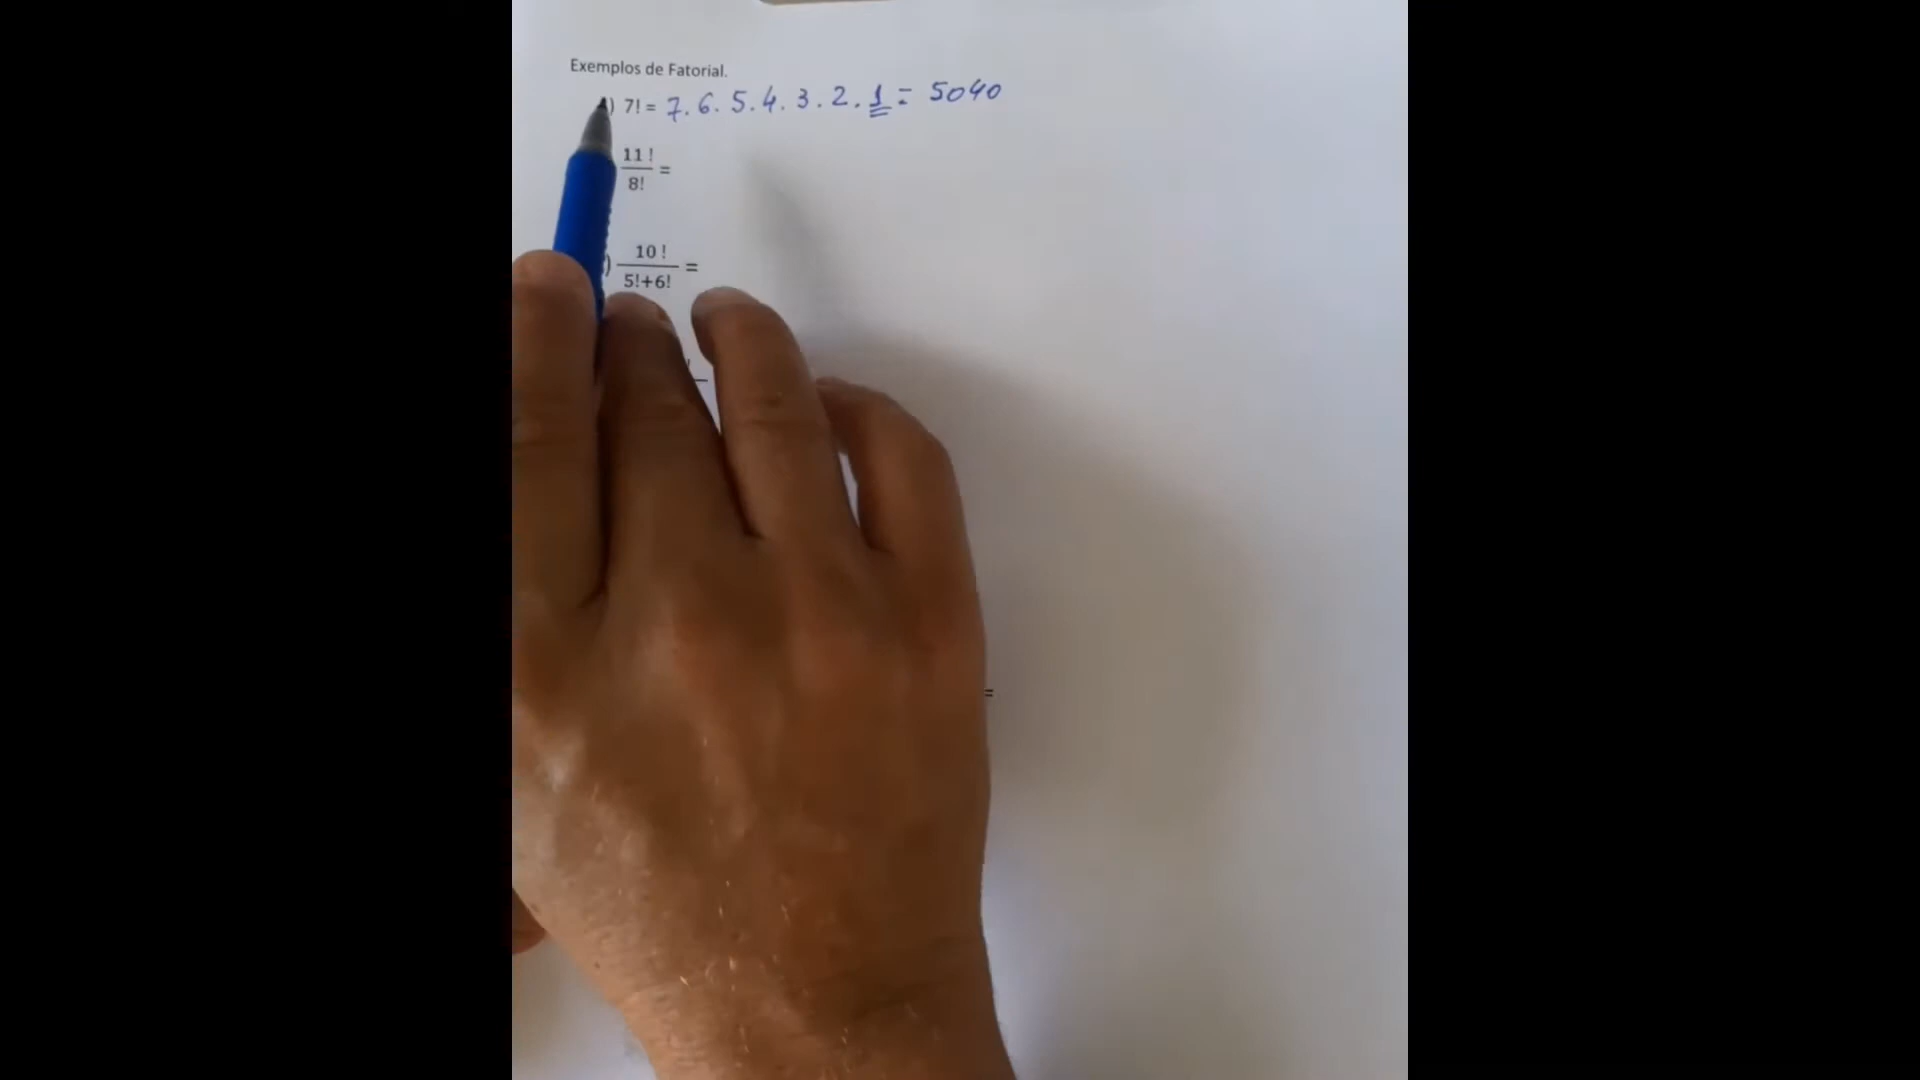 Exemplos de Fatorial.
) 7! = 7. 6. 5. 4. 3. 2. 1 = 5040
11! / 8! =
) 10! / 5!+6! =
!
=